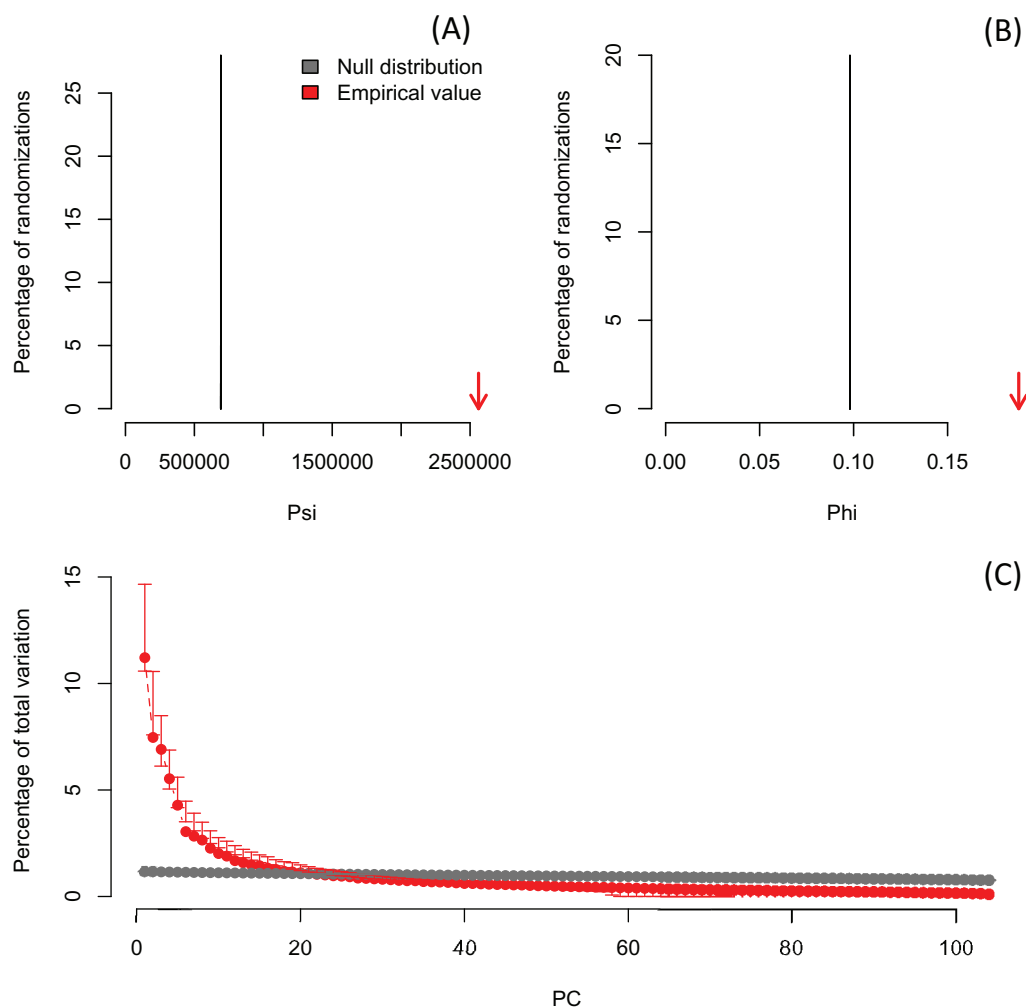 (A)
Null distribution
Empirical value
Percentage of randomizations
25
20
15
10
5
0
0 500000 1500000 2500000
Psi
(B)
Percentage of randomizations
20
15
10
5
0
0.00 0.05 0.10 0.15
Phi
(C)
Percentage of total variation
15
10
5
0
0 20 40 60 80 100
PC